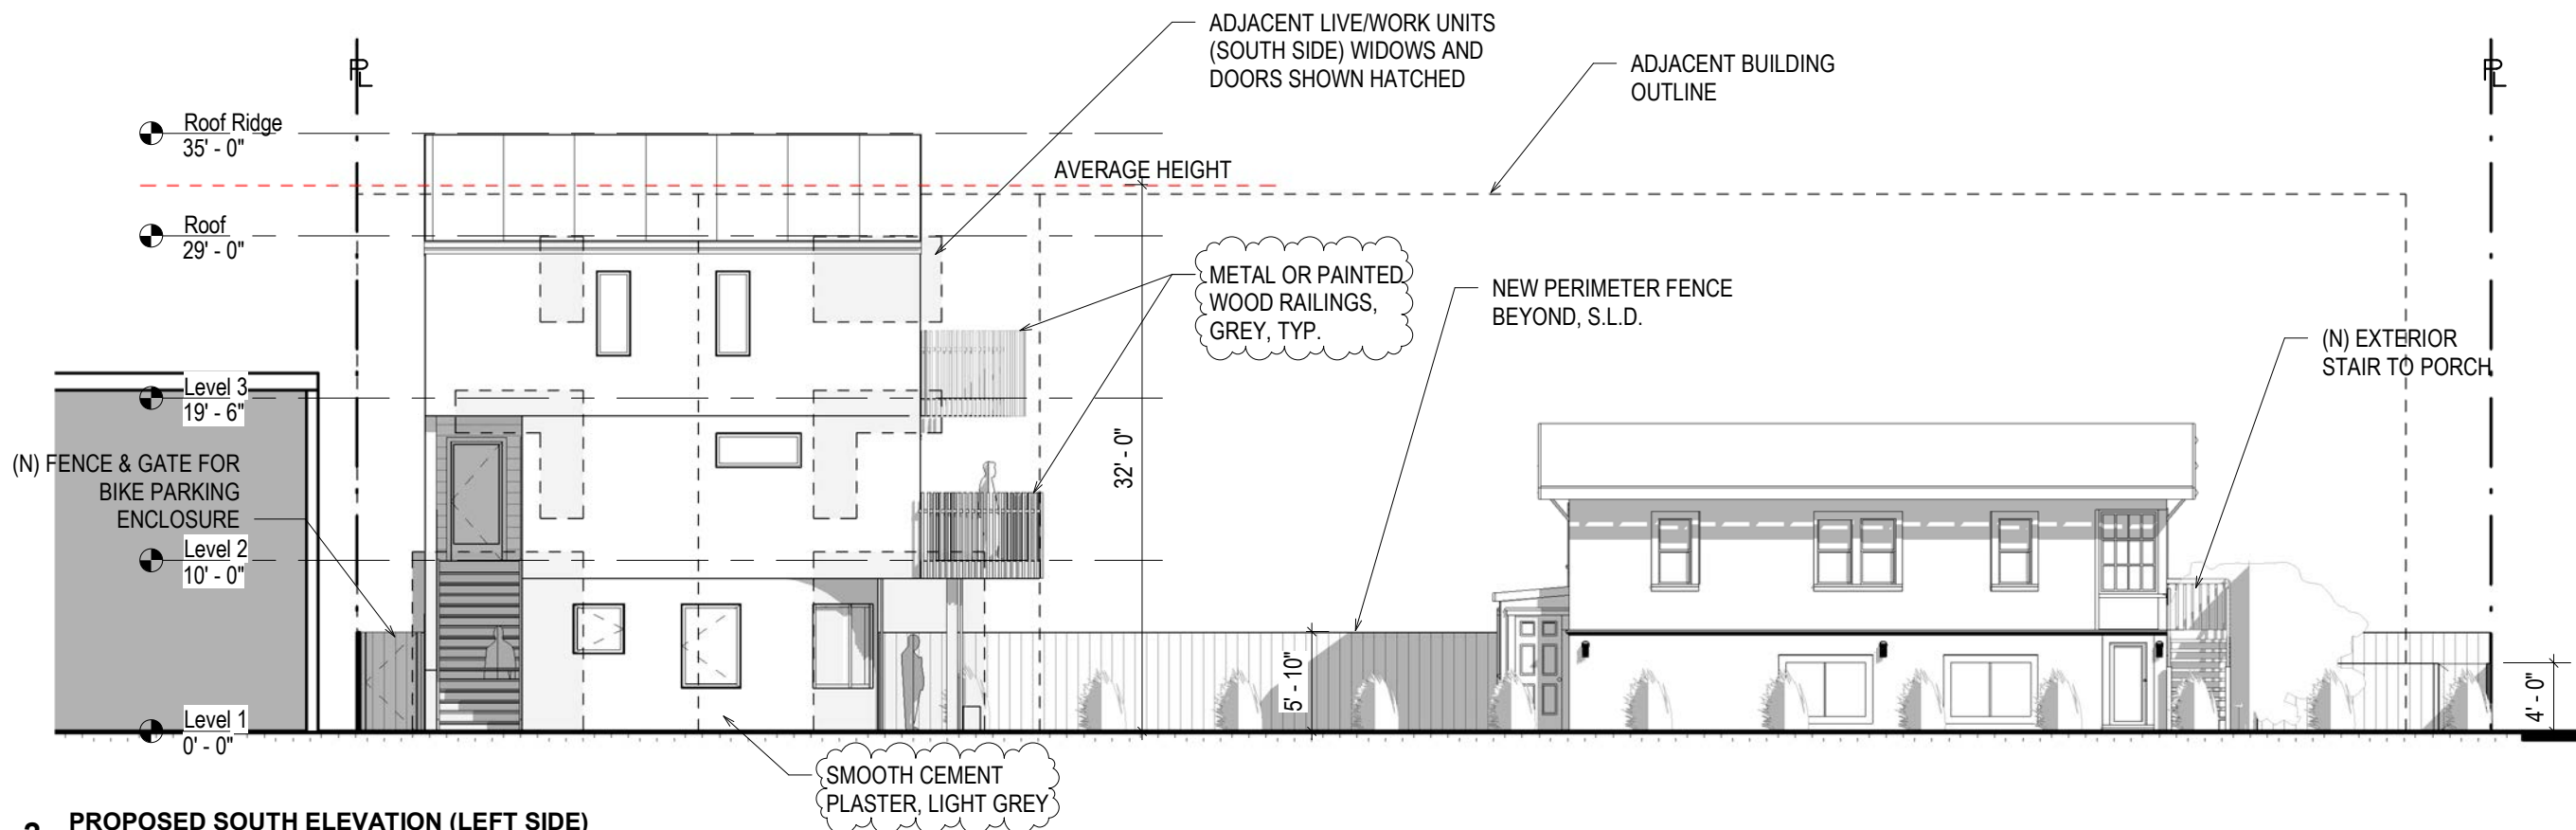 ADJACENT LIVE/WORK UNITS
(SOUTH SIDE) WIDOWS AND
DOORS SHOWN HATCHED
ADJACENT BUILDING
OUTLINE
PL
PL
Roof Ridge
35' - 0"
AVERAGE HEIGHT
Roof
29' - 0"
METAL OR PAINTED
WOOD RAILINGS,
GREY, TYP.
NEW PERIMETER FENCE
BEYOND, S.L.D.
(N) EXTERIOR
STAIR TO PORCH
Level 3
19' - 6"
32' - 0"
(N) FENCE & GATE FOR
BIKE PARKING
ENCLOSURE
Level 2
10' - 0"
5' - 10"
4' - 0"
Level 1
0' - 0"
SMOOTH CEMENT
PLASTER, LIGHT GREY
PROPOSED SOUTH ELEVATION (LEFT SIDE)